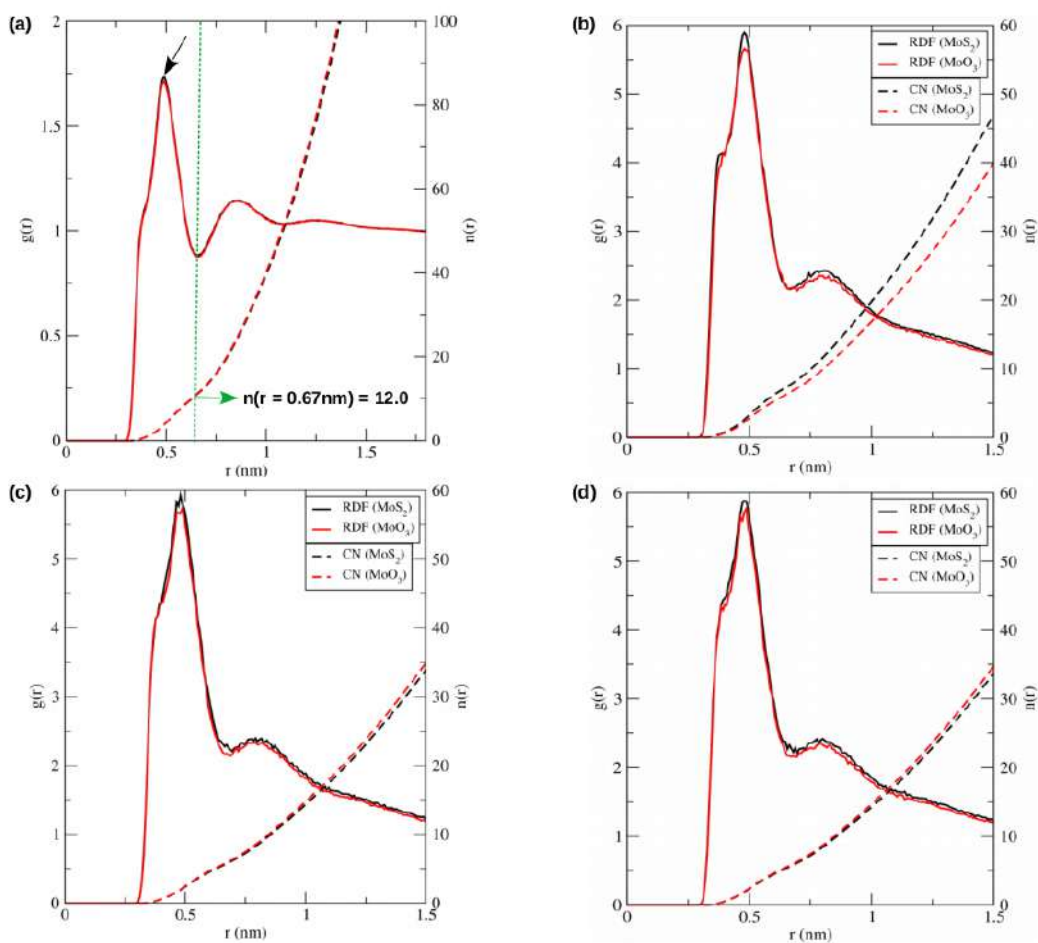 (a)
2
1.5
1
0.5
0
g(r)
100
80
60
40
20
0
n(r)
n(r = 0.67nm) = 12.0
0 0.5 1 1.5
r (nm)
(b)
6
5
4
3
2
1
0
g(r)
RDF (MoS2)
RDF (MoO3)
CN (MoS2)
CN (MoO3)
60
50
40
30
20
10
0
n(r)
0 0.5 1 1.5
r (nm)
(c)
6
5
4
3
2
1
0
g(r)
RDF (MoS2)
RDF (MoO3)
CN (MoS2)
CN (MoO3)
60
50
40
30
20
10
0
n(r)
0 0.5 1 1.5
r (nm)
(d)
6
5
4
3
2
1
0
g(r)
RDF (MoS2)
RDF (MoO3)
CN (MoS2)
CN (MoO3)
60
50
40
30
20
10
0
n(r)
0 0.5 1 1.5
r (nm)